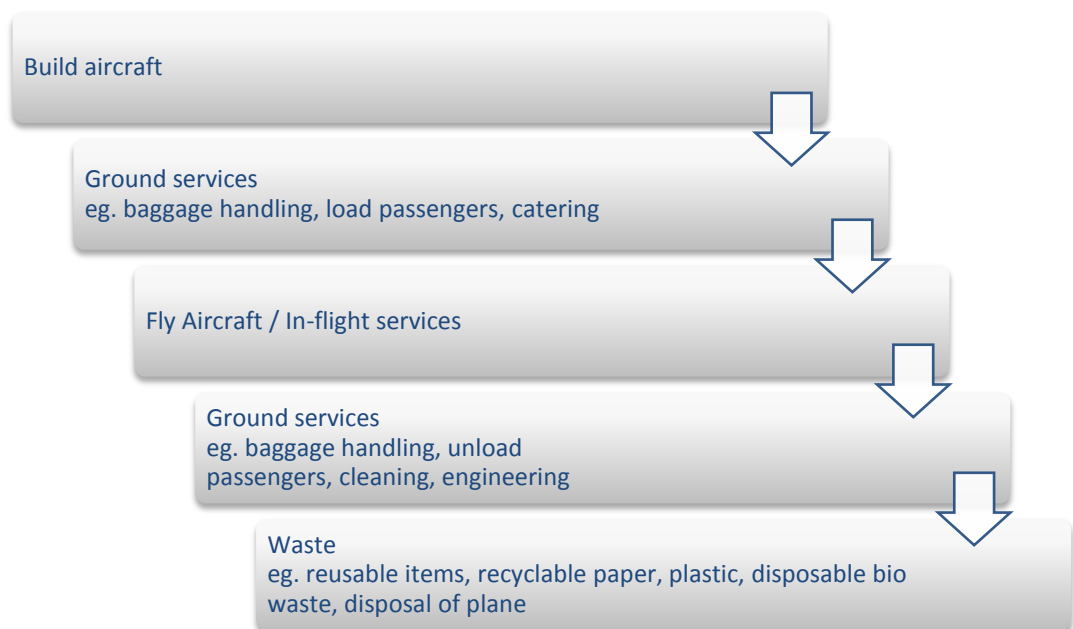 Build aircraft
Ground services
eg. baggage handling, load passengers, catering
Fly Aircraft / In-flight services
Ground services
eg. baggage handling, unload
passengers, cleaning, engineering
Waste
eg. reusable items, recyclable paper, plastic, disposable bio
waste, disposal of plane